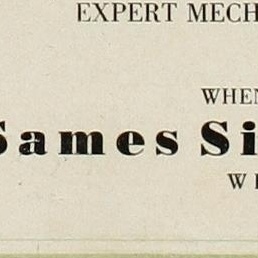 EXPERT MECH
WHEN
Sames Si
W I